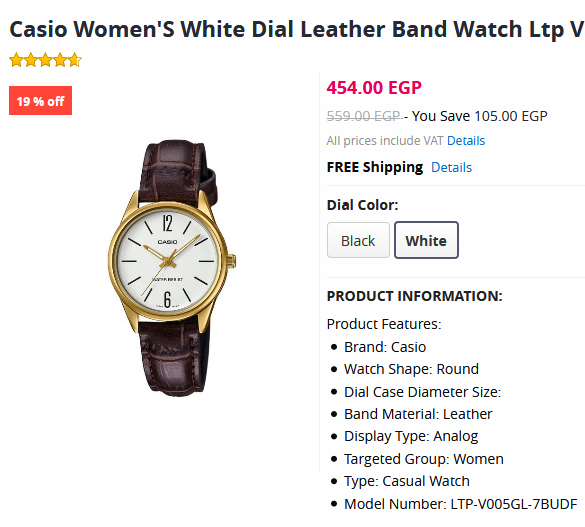 Casio Women'S White Dial Leather Band Watch Ltp V
19 % off
454.00 EGP
559.00 EGP - You Save 105.00 EGP
All prices include VAT Details
FREE Shipping Details
Dial Color:
Black White
12
CASIO
WATER RESIST
6
PRODUCT INFORMATION:
Product Features:
Brand: Casio
Watch Shape: Round
Dial Case Diameter Size:
Band Material: Leather
Display Type: Analog
Targeted Group: Women
Type: Casual Watch
Model Number: LTP-V005GL-7BUDF